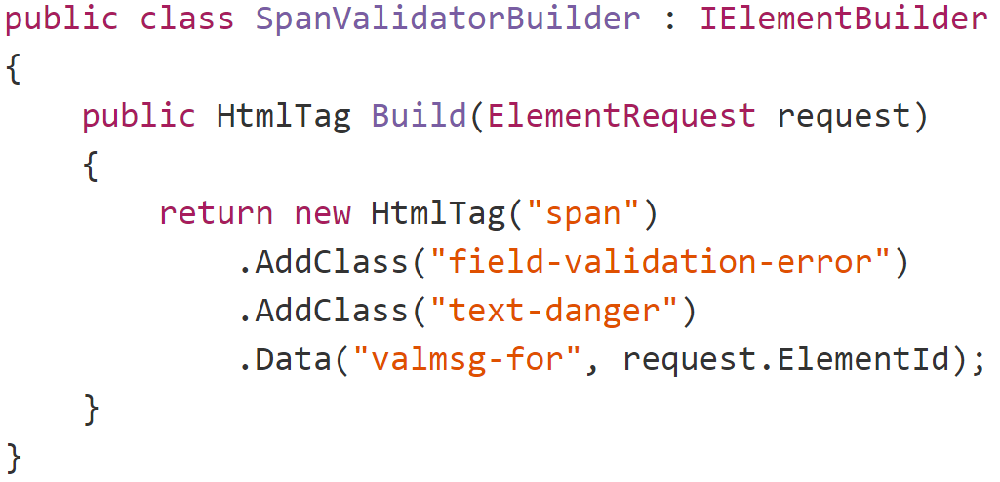 public class SpanValidatorBuilder : IElementBuilder
{
    public HtmlTag Build(ElementRequest request)
    {
        return new HtmlTag("span")
            .AddClass("field-validation-error")
            .AddClass("text-danger")
            .Data("valmsg-for", request.ElementId);
    }
}